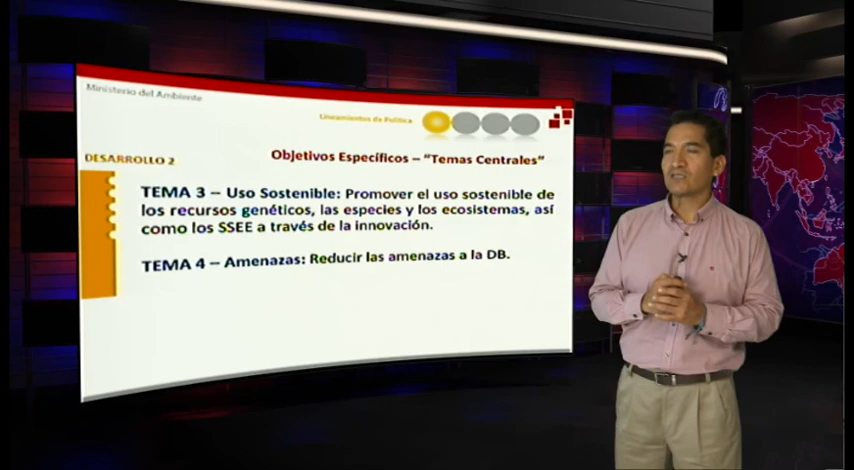 Ministerio del Ambiente
Lineamientos de Política
DESARROLLO 2
Objetivos Específicos – “Temas Centrales”
TEMA 3 – Uso Sostenible: Promover el uso sostenible de
los recursos genéticos, las especies y los ecosistemas, así
como los SSEE a través de la innovación.
TEMA 4 – Amenazas: Reducir las amenazas a la DB.